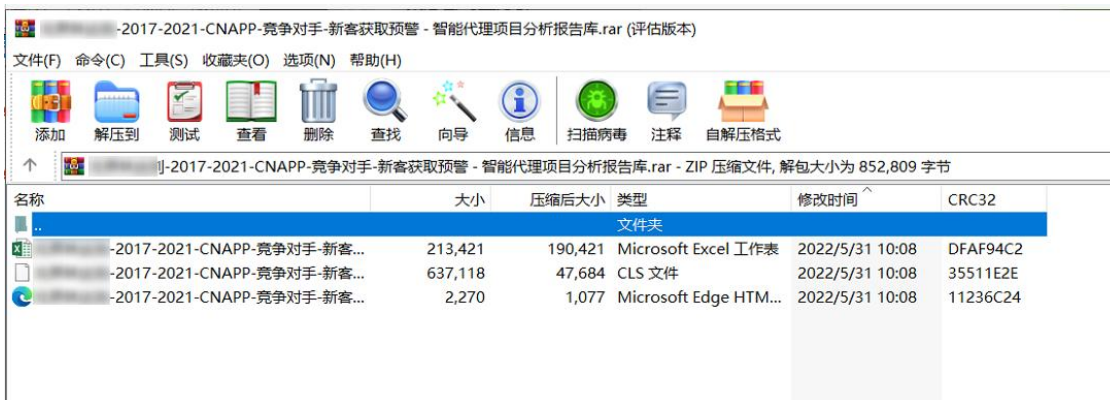 -2017-2021-CNAPP-竞争对手-新客获取预警 - 智能代理项目分析报告库.rar (评估版本)
文件(F) 命令(C) 工具(S) 收藏夹(O) 选项(N) 帮助(H)
添加 解压到 测试 查看 删除 查找 向导 信息 扫描病毒 注释 自解压格式
-2017-2021-CNAPP-竞争对手-新客获取预警 - 智能代理项目分析报告库.rar - ZIP 压缩文件, 解包大小为 852,809 字节
名称 大小 压缩后大小 类型 修改时间 CRC32
.. 文件夹
-2017-2021-CNAPP-竞争对手-新客... 213,421 190,421 Microsoft Excel 工作表 2022/5/31 10:08 DFAF94C2
-2017-2021-CNAPP-竞争对手-新客... 637,118 47,684 CLS 文件 2022/5/31 10:08 35511E2E
-2017-2021-CNAPP-竞争对手-新客... 2,270 1,077 Microsoft Edge HTM... 2022/5/31 10:08 11236C24